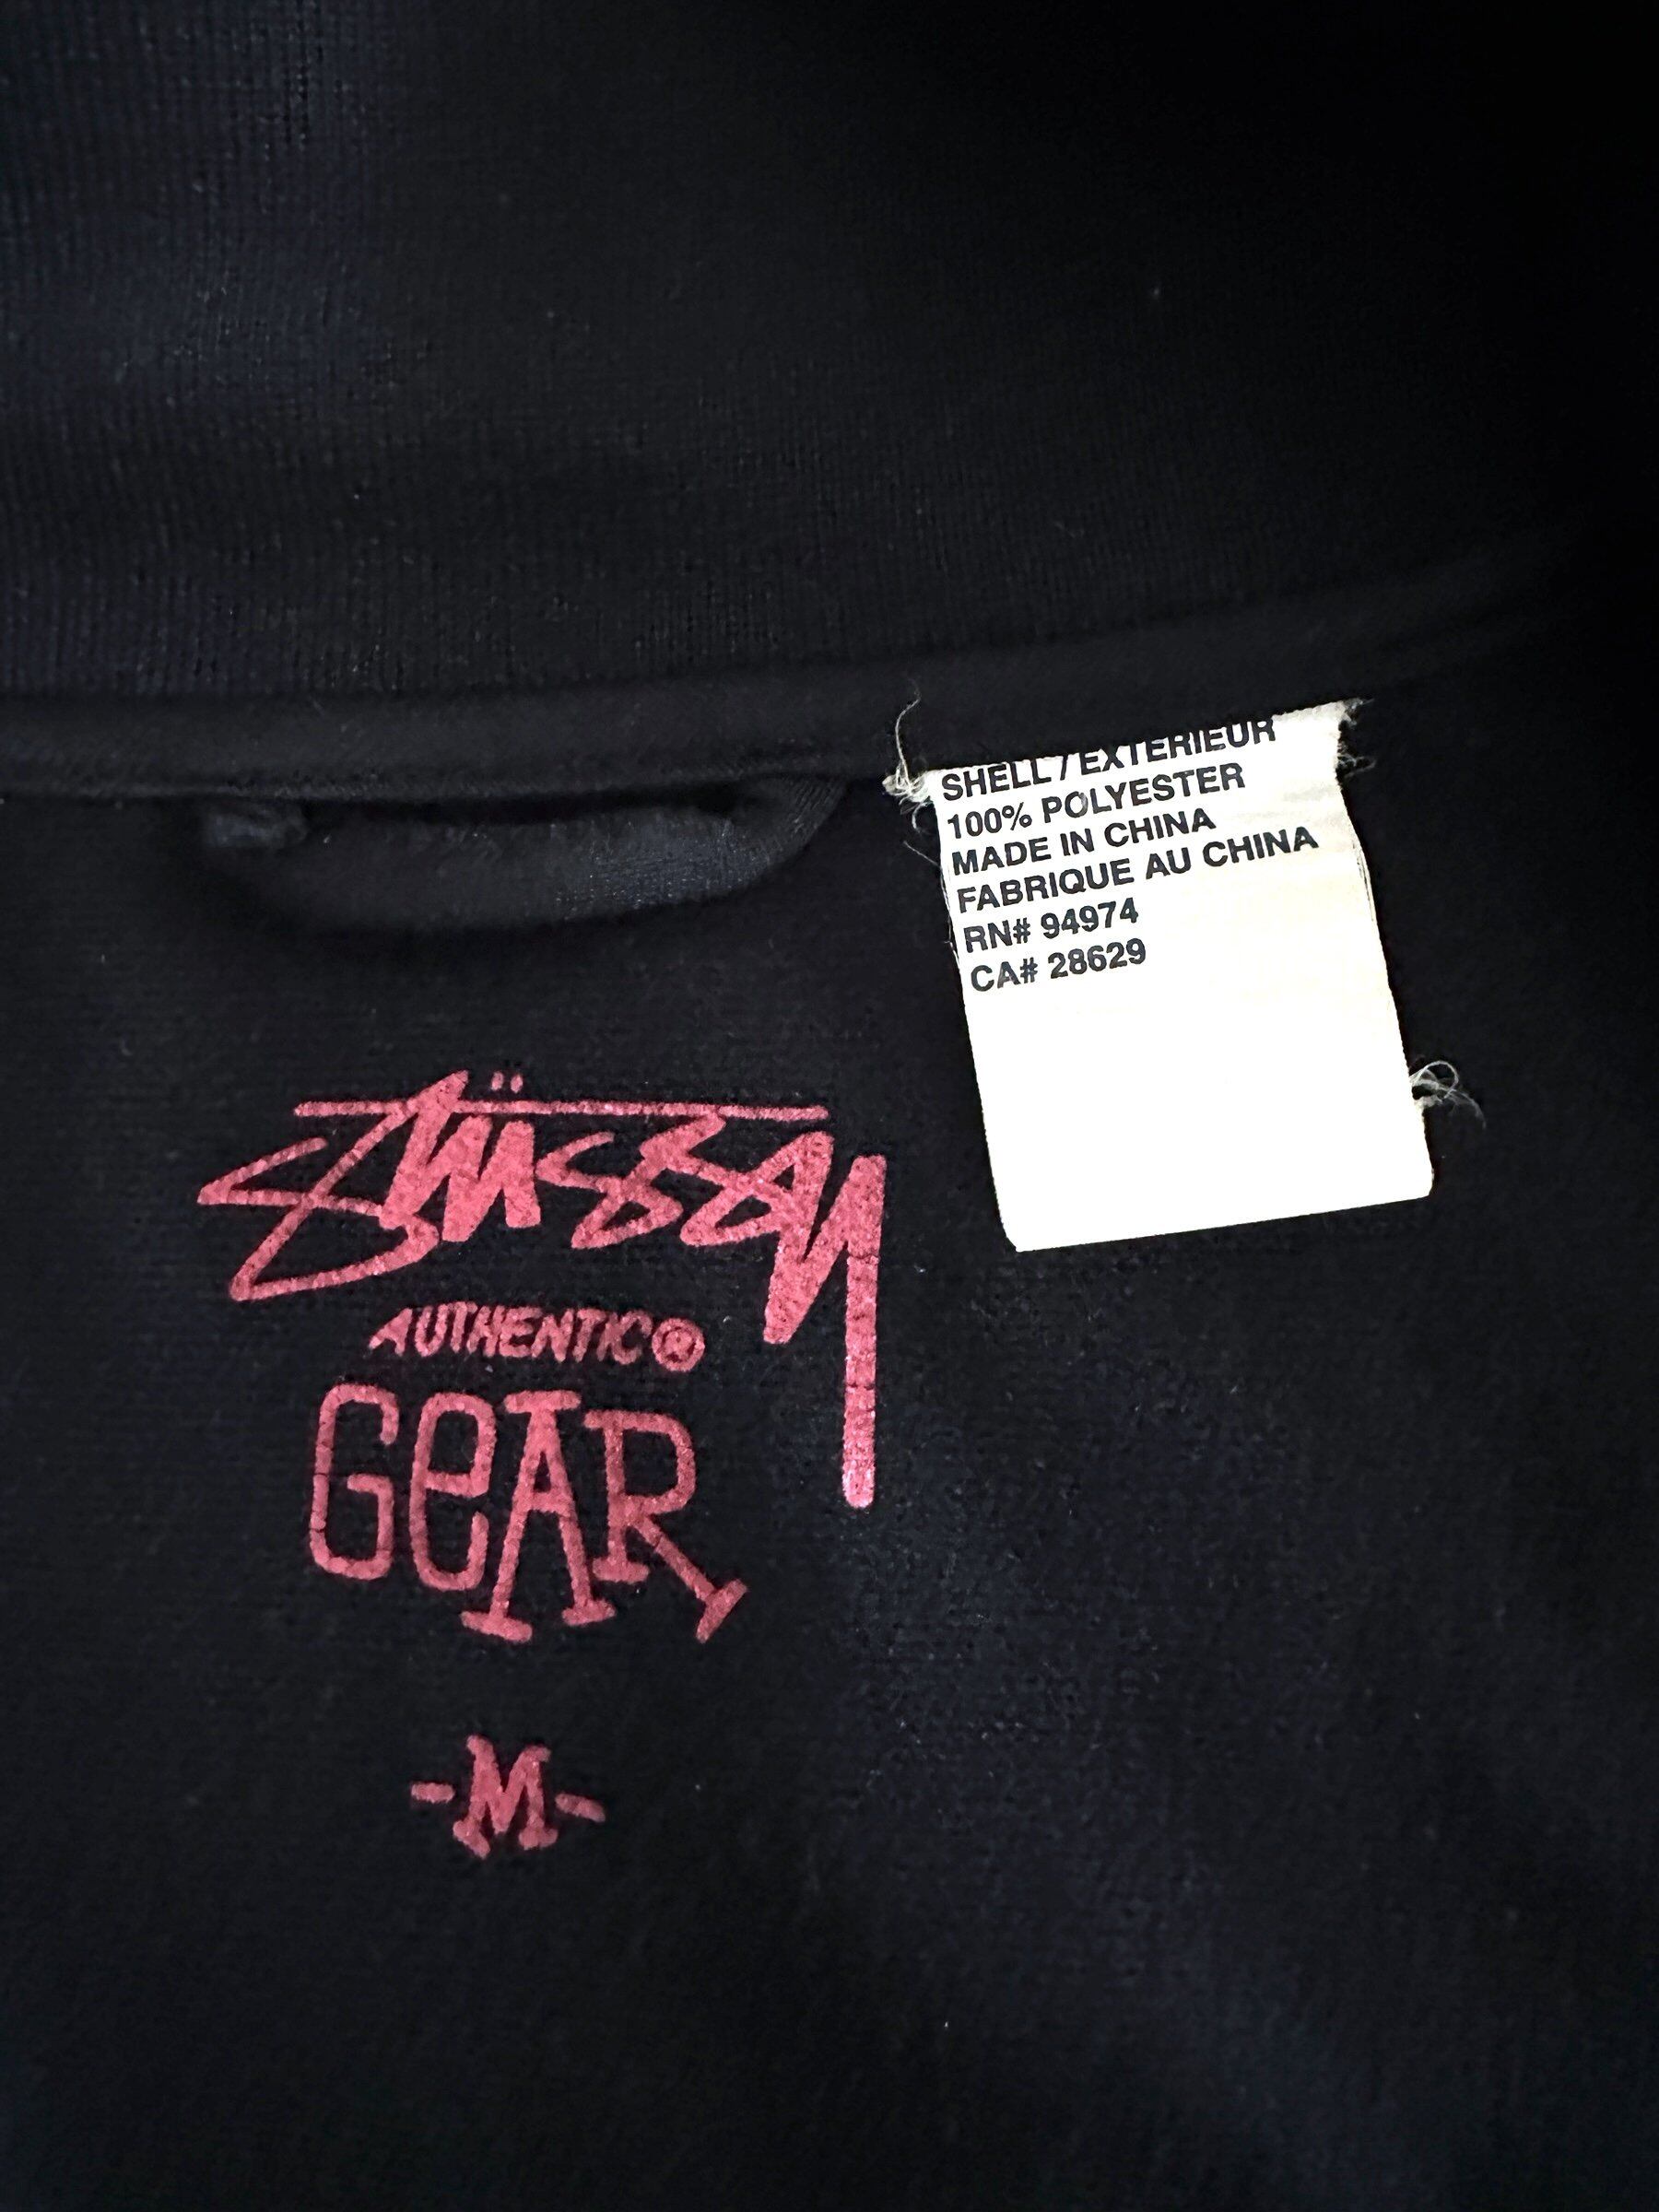 SHELL / EXTERIEUR
100% POLYESTER
MADE IN CHINA
FABRIQUE AU CHINA
RN# 94974
CA# 28629
Stüssy
AUTHENTIC®
GeAR
-M-